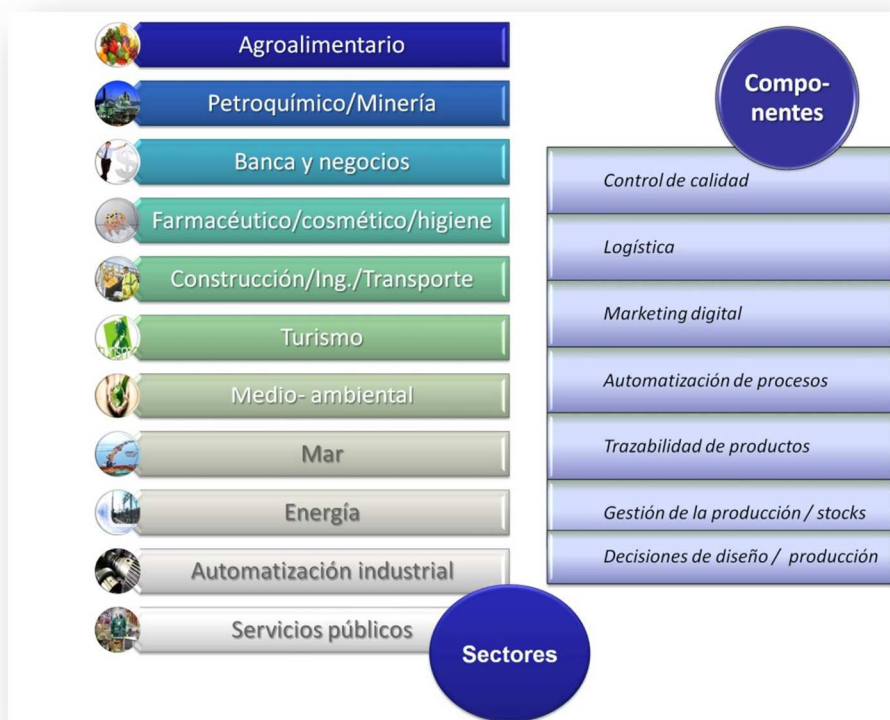 Agroalimentario
Petroquímico/Minería
Banca y negocios
Farmacéutico/cosmético/higiene
Construcción/Ing./Transporte
Turismo
Medio- ambiental
Mar
Energía
Automatización industrial
Servicios públicos
Sectores
Compo-
nentes
Control de calidad
Logística
Marketing digital
Automatización de procesos
Trazabilidad de productos
Gestión de la producción / stocks
Decisiones de diseño / producción